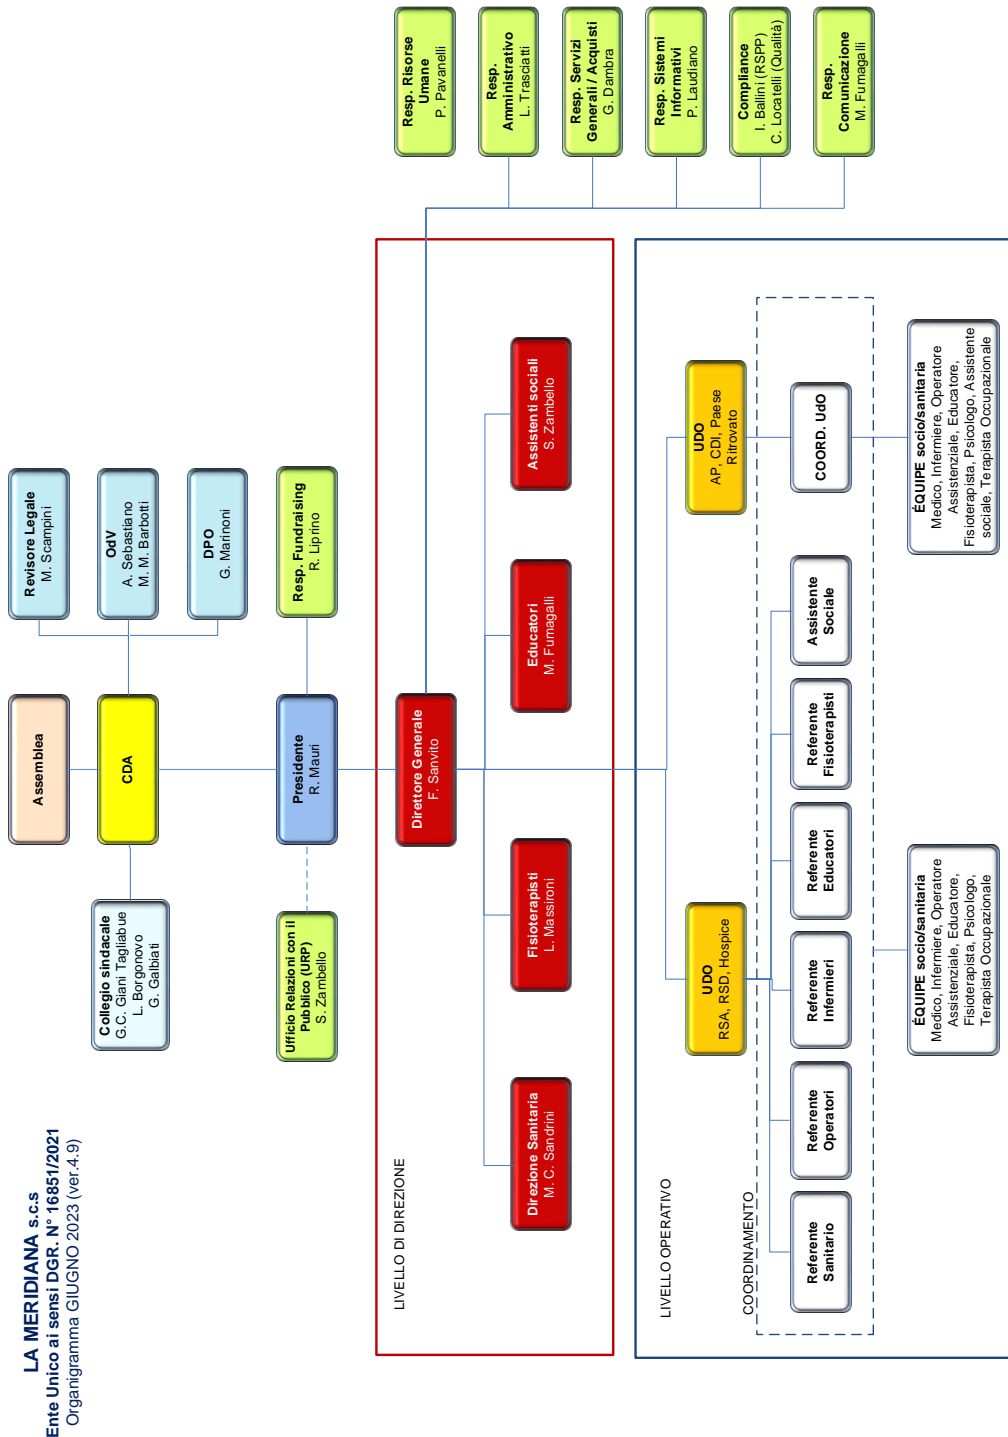 LA MERIDIANA s.c.s
Ente Unico ai sensi DGR. N° 16851/2021
Organigramma GIUGNO 2023 (ver.4.9)
Assemblea
Collegio sindacale
G.C. Giani Tagliabue
L. Borgonovo
G. Galbiati
CDA
Revisore Legale
M. Scampini
OdV
A. Sebastiano
M. M. Barbotti
DPO
G. Marinoni
Ufficio Relazioni con il
Pubblico (URP)
S. Zambello
Presidente
R. Mauri
Resp. Fundraising
R. Liprino
LIVELLO DI DIREZIONE
Direttore Generale
F. Sanvito
Resp. Risorse
Umane
P. Pavanelli
Resp.
Amministrativo
L. Trasciatti
Resp. Servizi
Generali / Acquisti
G. Dambra
Resp. Sistemi
Informativi
P. Laudiano
Compliance
I. Ballini (RSPP)
C. Locatelli (Qualità)
Resp.
Comunicazione
M. Fumagalli
Direzione Sanitaria
M. C. Sandrini
Fisioterapisti
L. Massironi
Educatori
M. Fumagalli
Assistenti sociali
S. Zambello
LIVELLO OPERATIVO
UDO
RSA, RSD, Hospice
UDO
AP, CDI, Paese
Ritrovato
COORDINAMENTO
Referente
Sanitario
Referente
Operatori
Referente
Infermieri
Referente
Educatori
Referente
Fisioterapisti
Assistente
Sociale
COORD. UdO
ÉQUIPE socio/sanitaria
Medico, Infermiere, Operatore
Assistenziale, Educatore,
Fisioterapista, Psicologo,
Terapista Occupazionale
ÉQUIPE socio/sanitaria
Medico, Infermiere, Operatore
Assistenziale, Educatore,
Fisioterapista, Psicologo, Assistente
sociale, Terapista Occupazionale